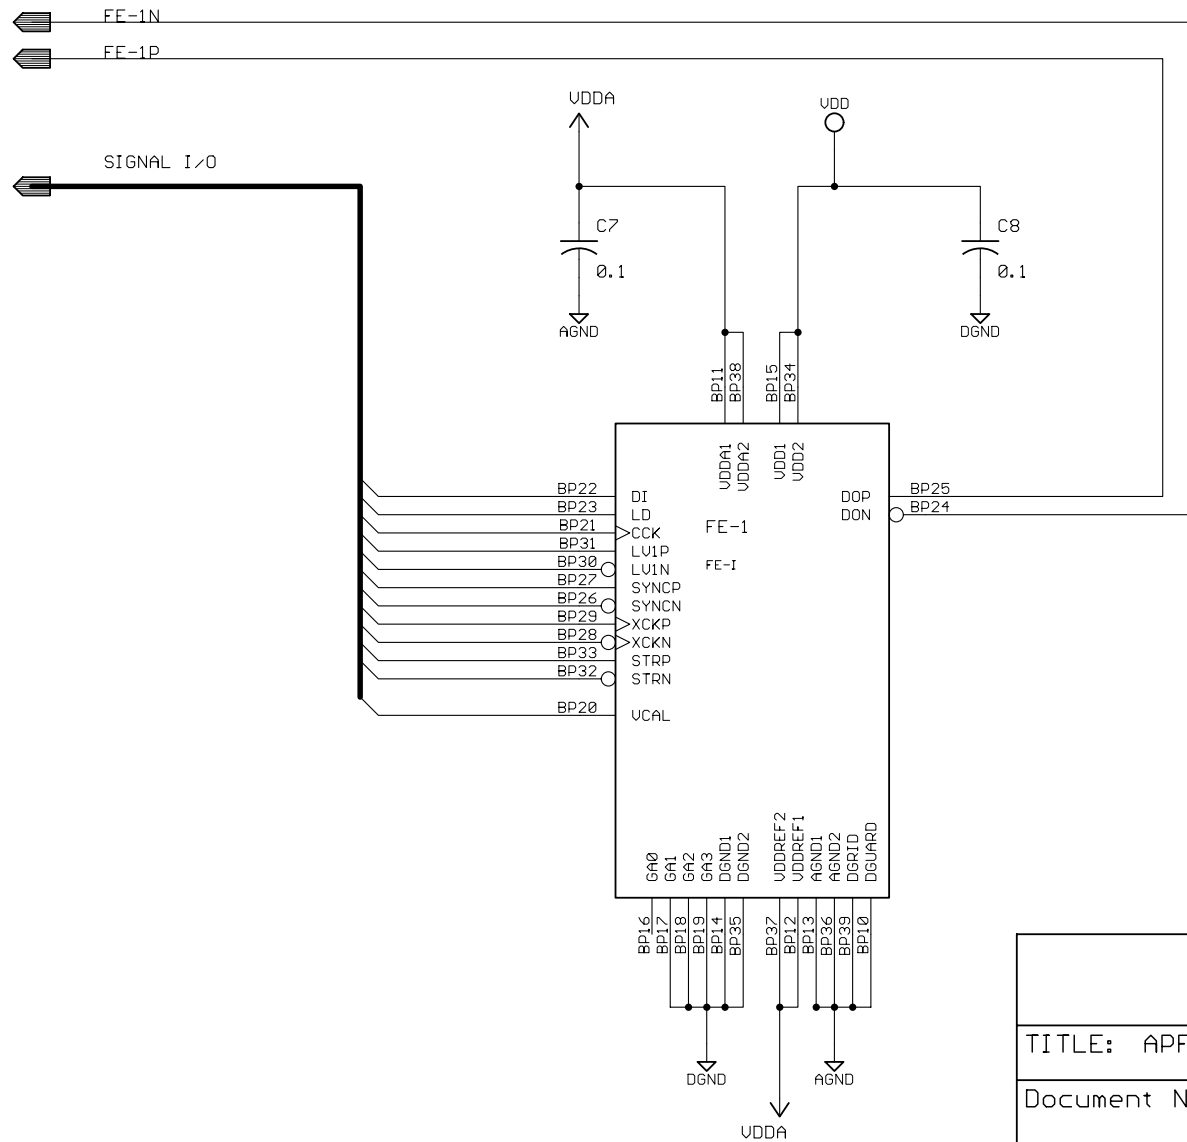 FE-1N
FE-1P
VDDA
VDD
SIGNAL I/O
C7
0.1
AGND
C8
0.1
DGND
BP11
BP38
BP15
BP34
VDDA1
VDDA2
VDD1
VDD2
BP22 DI
BP23 LD
BP21 CCK
BP31 LV1P
BP30 LV1N
BP27 SYNCP
BP26 SYNCN
BP29 XCKP
BP28 XCKN
BP33 STRP
BP32 STRN
BP20 VCAL
DOP BP25
DON BP24
FE-1
FE-I
GA0
GA1
GA2
GA3
DGND1
DGND2
VDDREF2
VDDREF1
AGND1
AGND2
DGRID
DGUARD
BP16
BP17
BP18
BP19
BP14
BP35
BP37
BP12
BP13
BP36
BP39
BP10
DGND
AGND
VDDA
TITLE:
Document